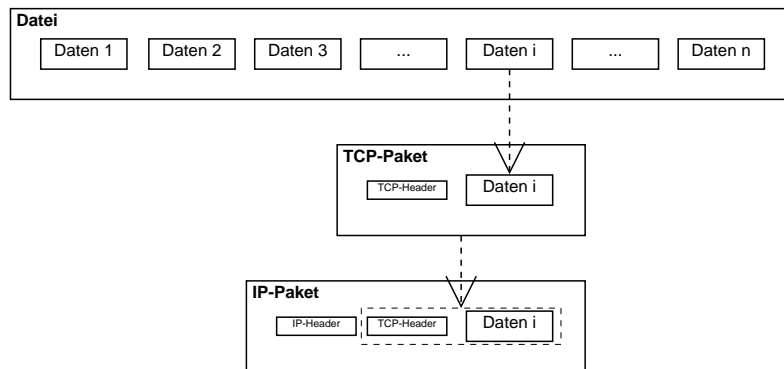 Datei
Daten 1 Daten 2 Daten 3 ... Daten i ... Daten n
TCP-Paket
TCP-Header Daten i
IP-Paket
IP-Header TCP-Header Daten i